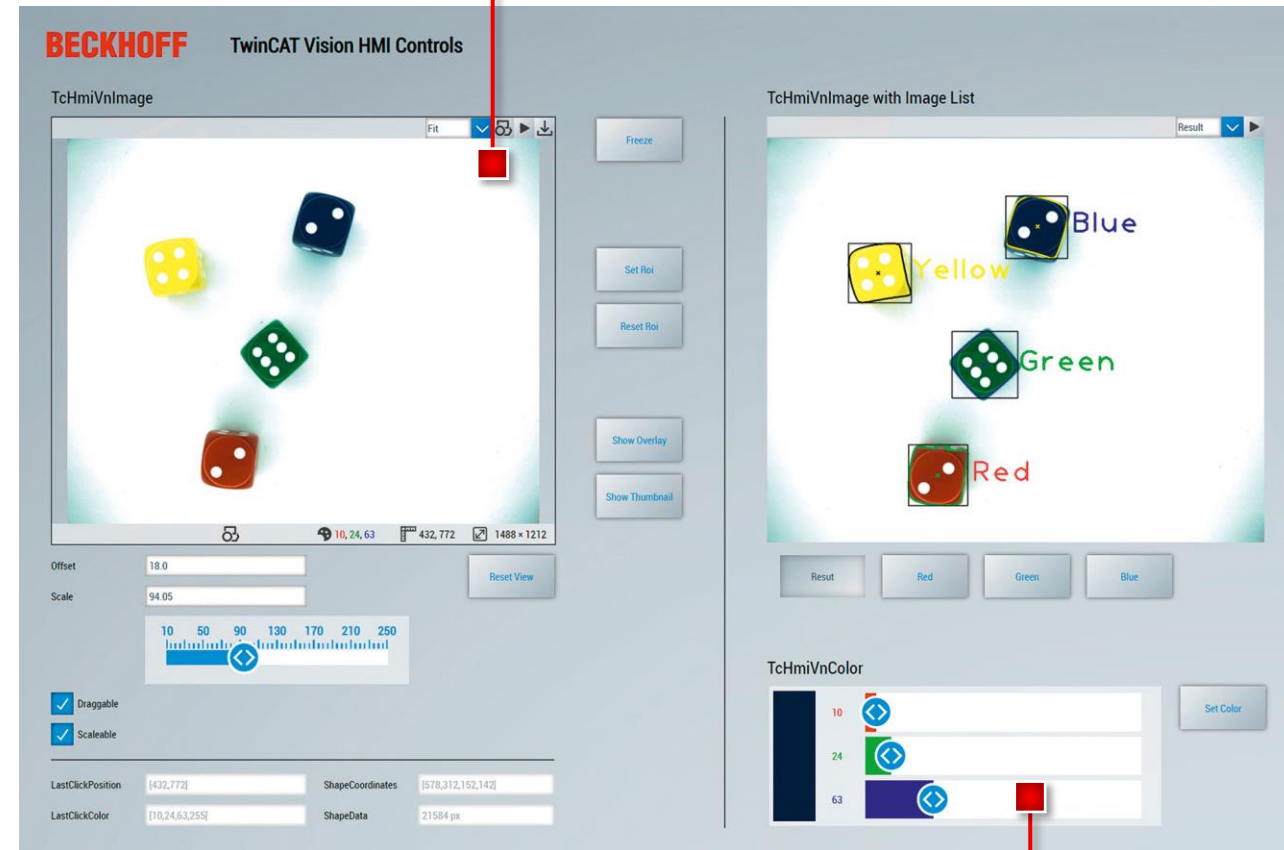 BECKHOFF TwinCAT Vision HMI Controls
TcHmiVnImage
Fit
Freeze
Set Roi
Reset Roi
Show Overlay
Show Thumbnail
10, 24, 63 432, 772 1488 × 1212
Offset 18.0
Scale 94.05
Reset View
10 50 90 130 170 210 250
Draggable
Scaleable
LastClickPosition [432,772] ShapeCoordinates [578,312,152,142]
LastClickColor [10,24,63,255] ShapeData 21584 px
TcHmiVnImage with Image List
Result
Blue
Yellow
Green
Red
Resut Red Green Blue
TcHmiVnColor
10
24
63
Set Color